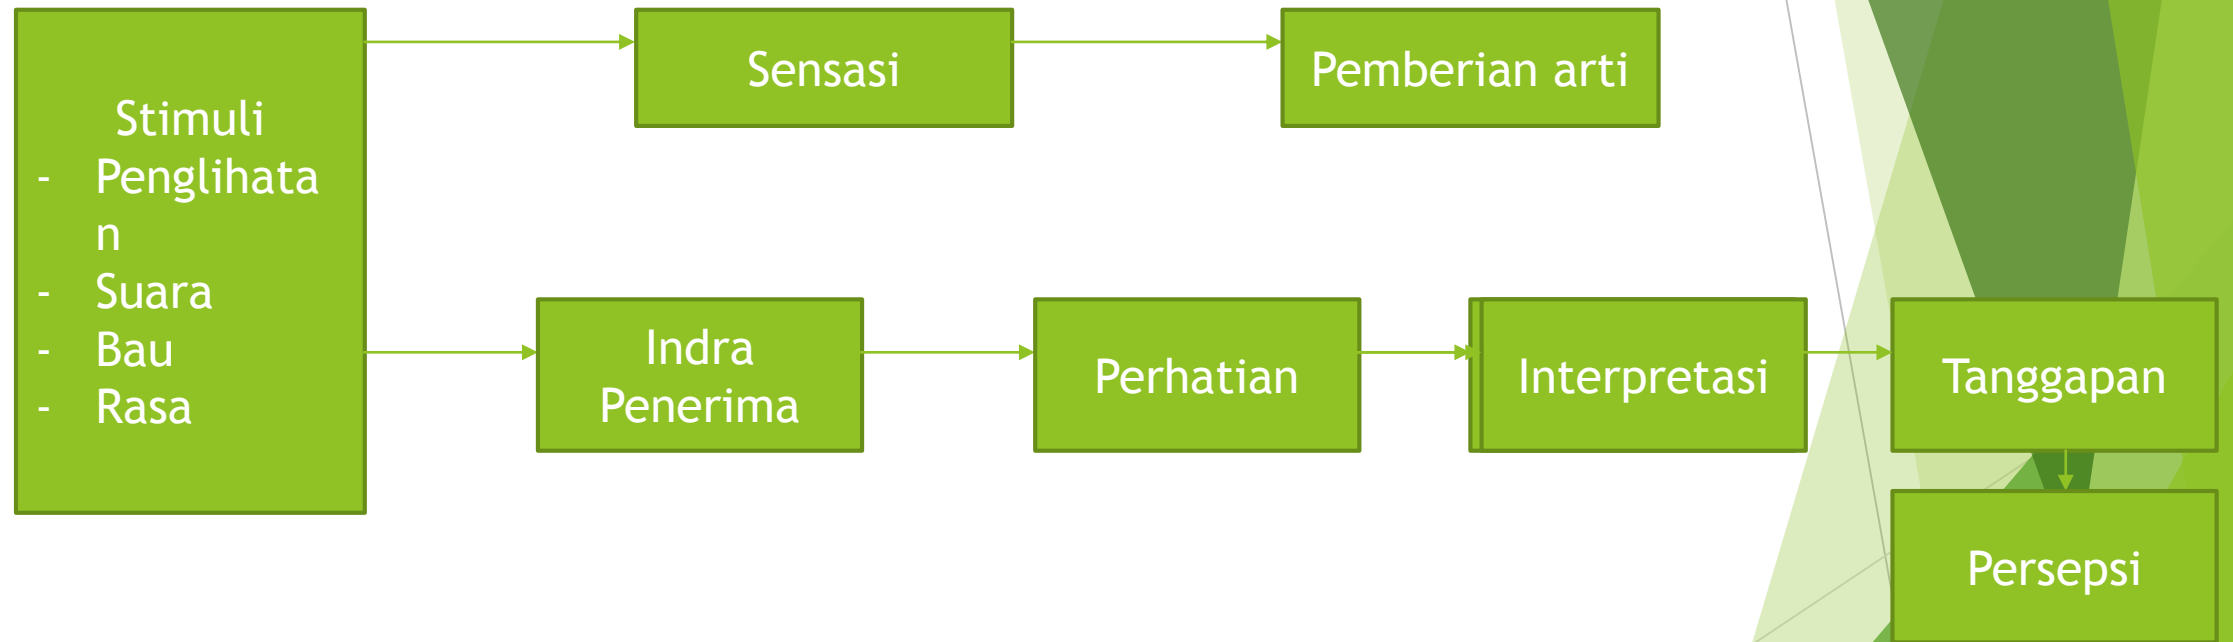 Stimuli
- Penglihata
n
- Suara
- Bau
- Rasa
Sensasi
Pemberian arti
Indra
Penerima
Perhatian
Interpretasi
Tanggapan
Persepsi